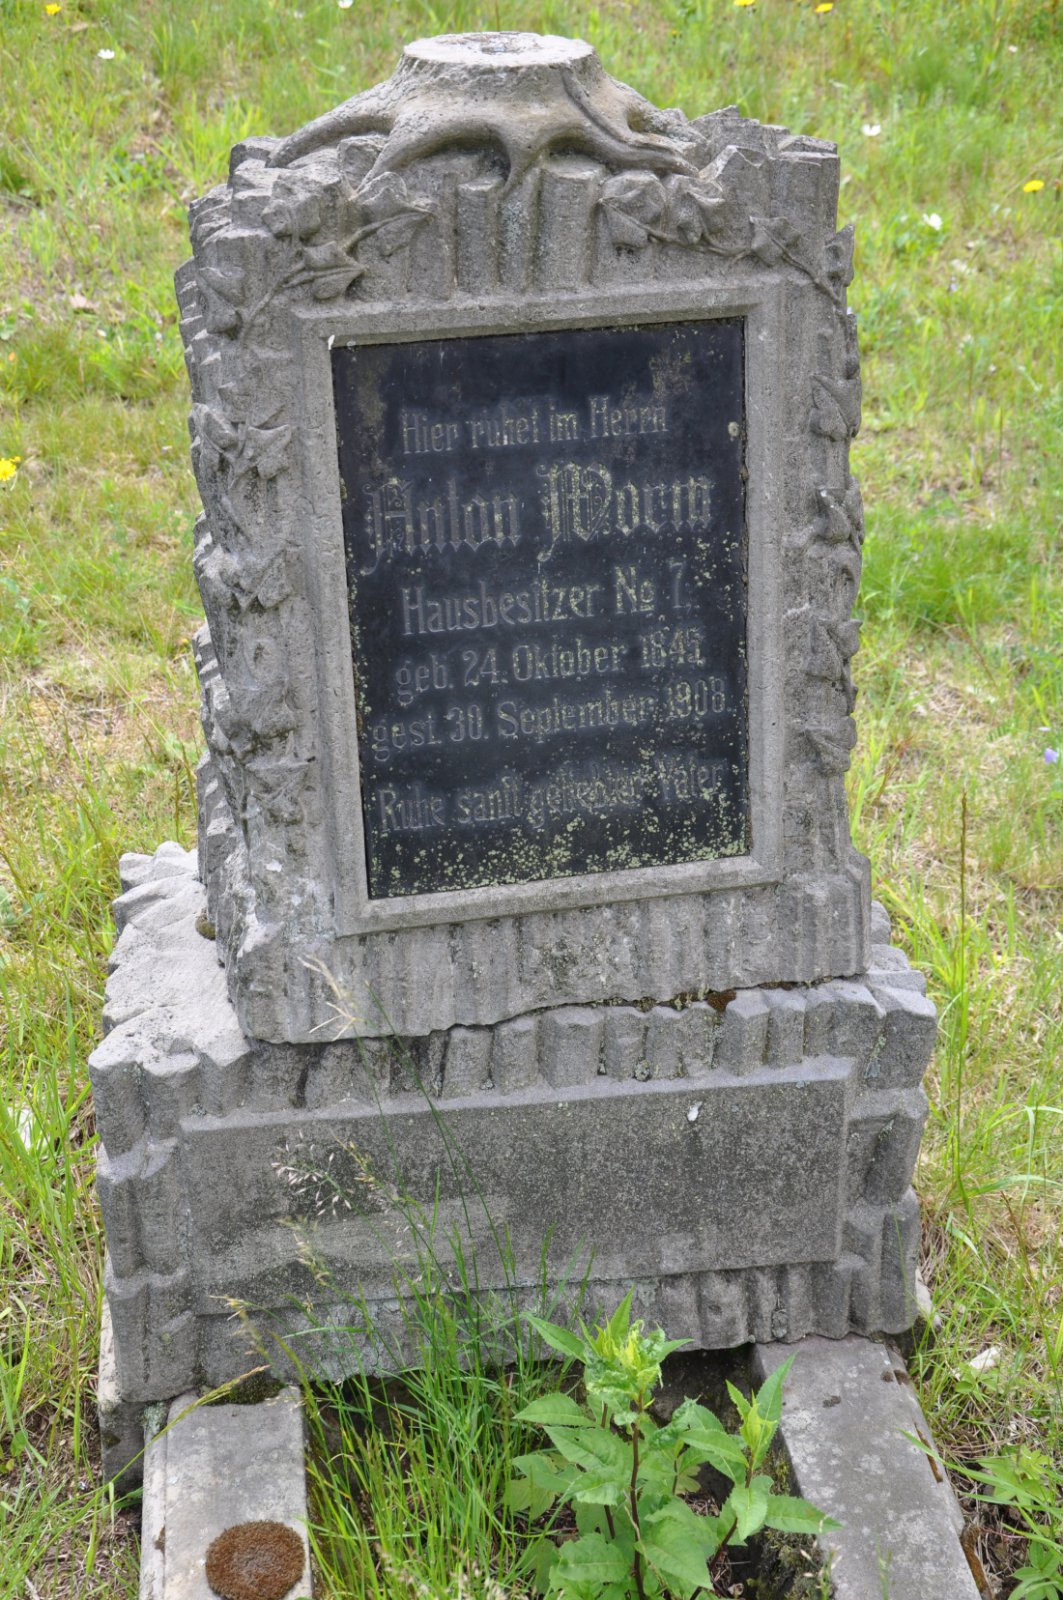 Hier ruhet im Herrn
Anton Worm
Hausbesitzer No 7,
geb. 24. Oktober 1845
gest. 30. September 1908.
Ruhe sanft geliebter Vater